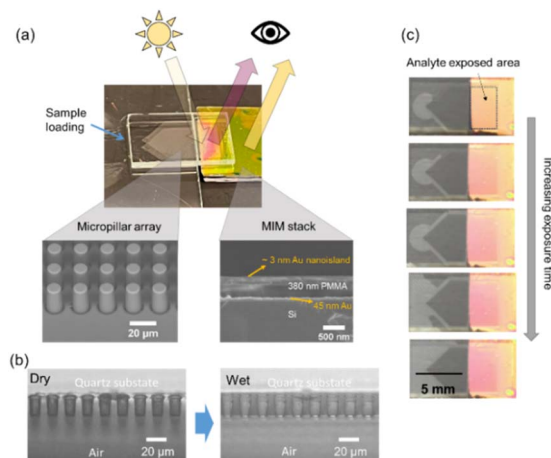 (a)
Sample
loading
Micropillar array
20 µm
MIM stack
~ 3 nm Au nanoisland
380 nm PMMA
45 nm Au
Si
500 nm
(b)
Dry
Quartz substrate
Air
20 µm
Wet
Quartz substrate
Air
20 µm
(c)
Analyte exposed area
Increasing exposure time
5 mm